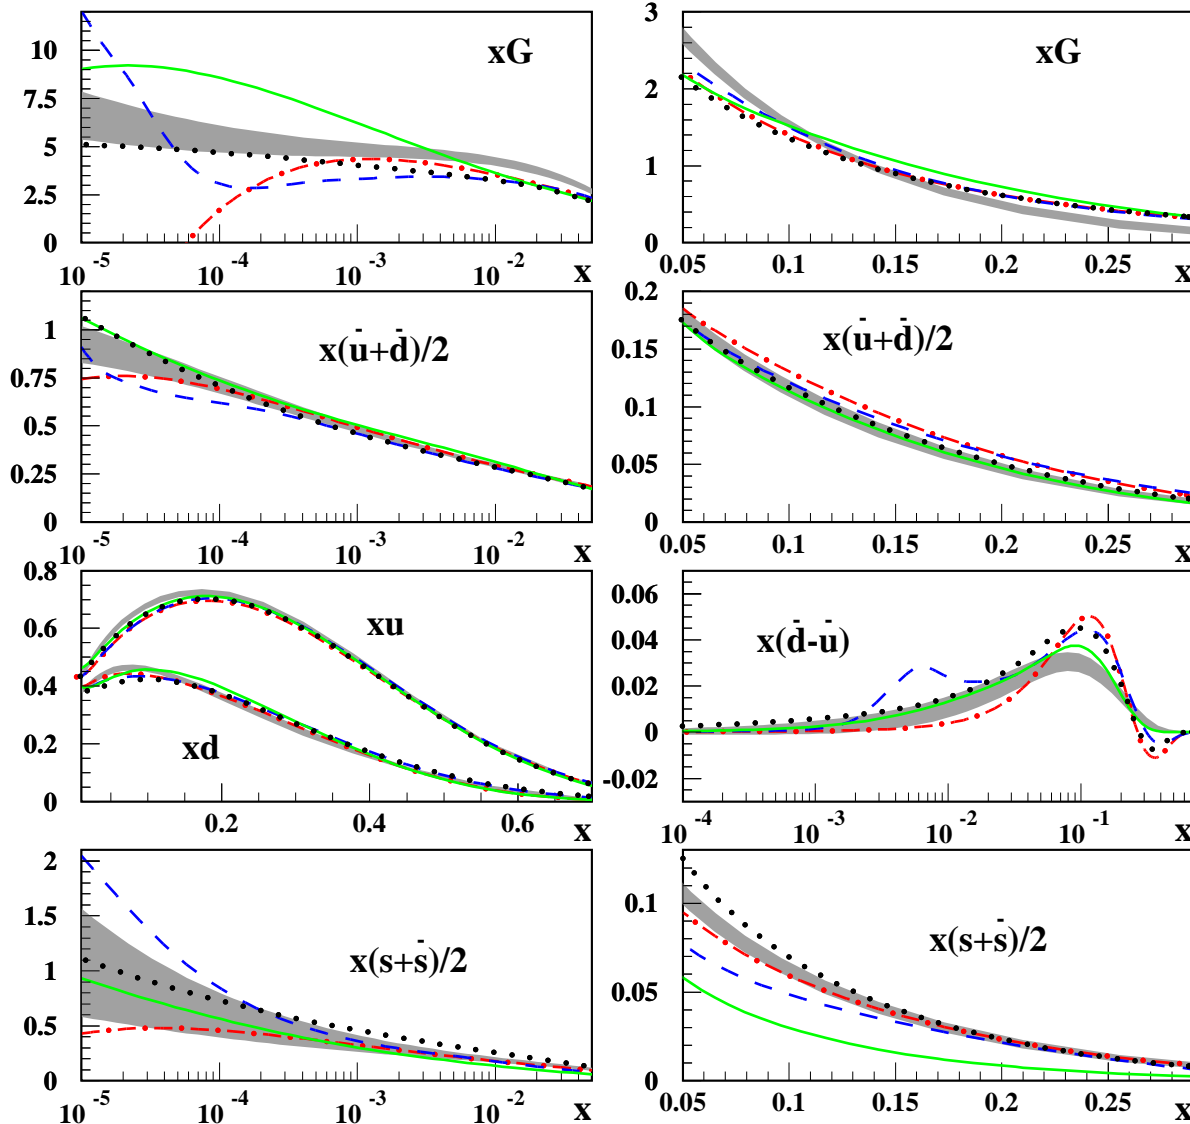 10
7.5
5
2.5
0
xG
10⁻⁵ 10⁻⁴ 10⁻³ 10⁻² x
3
2
1
0
xG
0.05 0.1 0.15 0.2 0.25 x
1
0.75
0.5
0.25
0
x(ū+d̄)/2
10⁻⁵ 10⁻⁴ 10⁻³ 10⁻² x
0.2
0.15
0.1
0.05
0
x(ū+d̄)/2
0.05 0.1 0.15 0.2 0.25 x
0.8
0.6
0.4
0.2
0
xu
xd
0.2 0.4 0.6 x
0.06
0.04
0.02
0
-0.02
x(d̄-ū)
10⁻⁴ 10⁻³ 10⁻² 10⁻¹ x
2
1.5
1
0.5
0
x(s+s̄)/2
10⁻⁵ 10⁻⁴ 10⁻³ 10⁻² x
0.1
0.05
0
x(s+s̄)/2
0.05 0.1 0.15 0.2 0.25 x